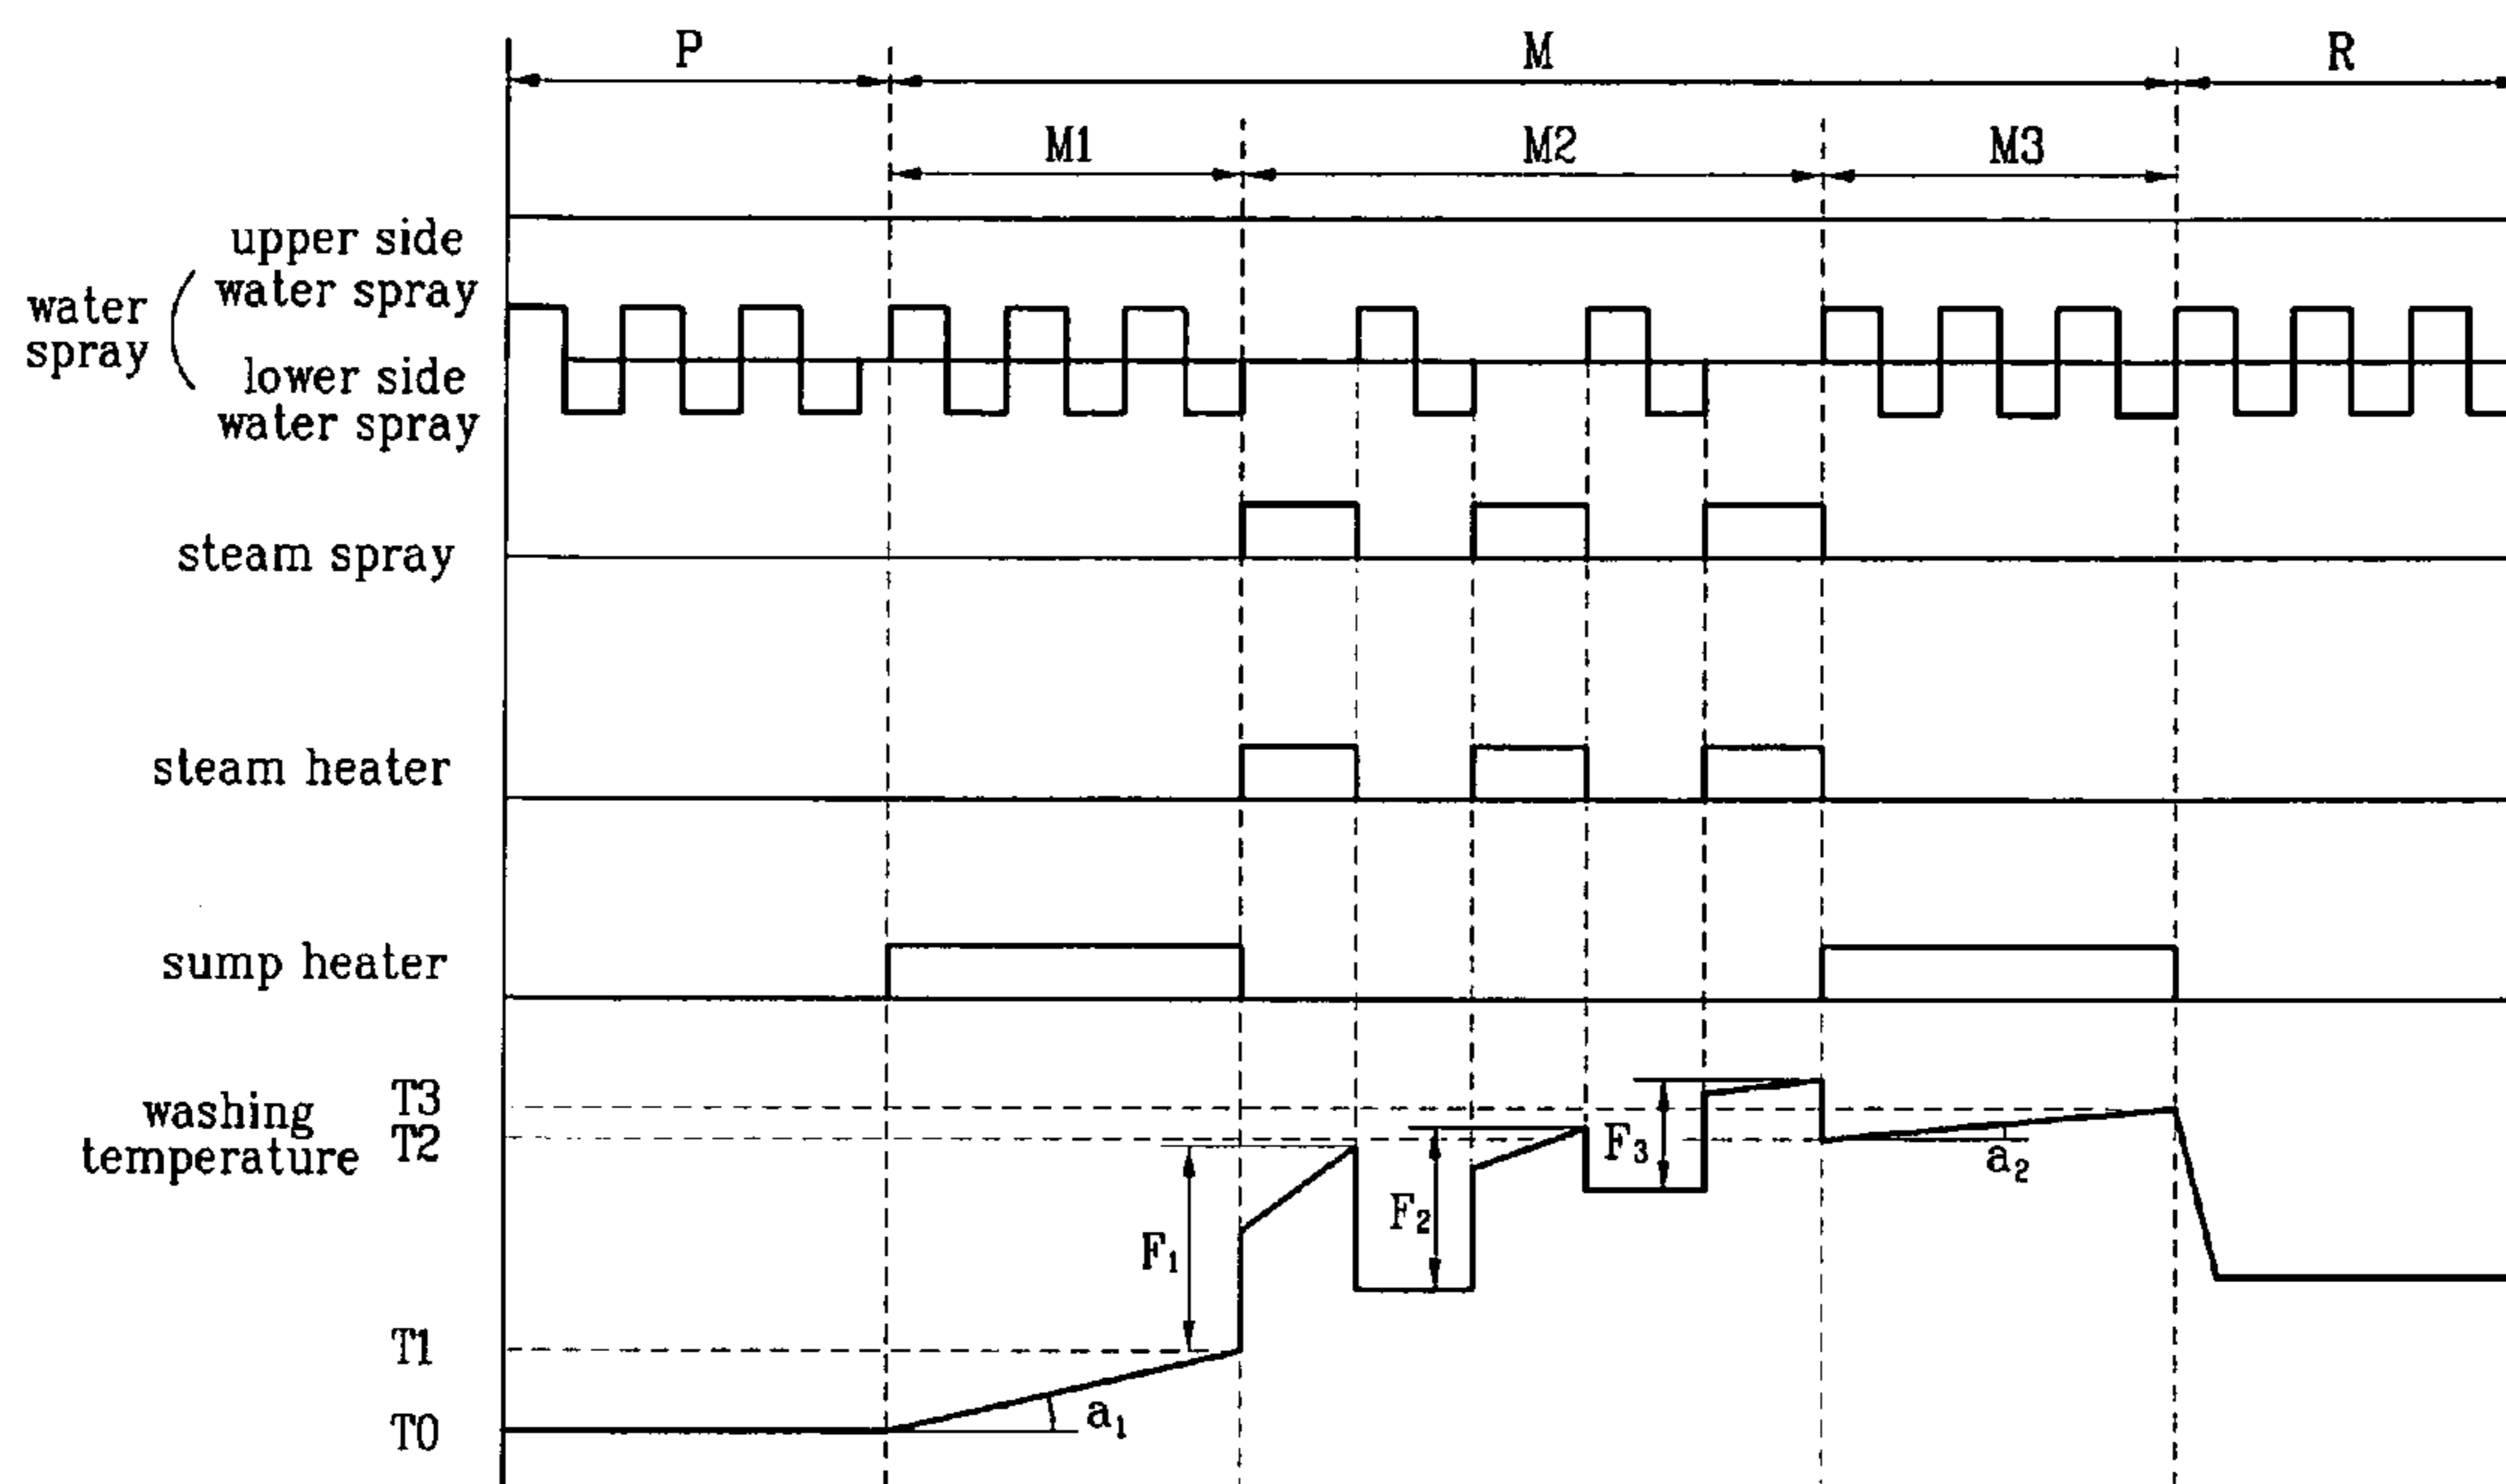 P M R
M1 M2 M3
upper side
water spray
water
spray
lower side
water spray
steam spray
steam heater
sump heater
washing
temperature
T3
T2
T1
T0
F1
F2
F3
a1
a2